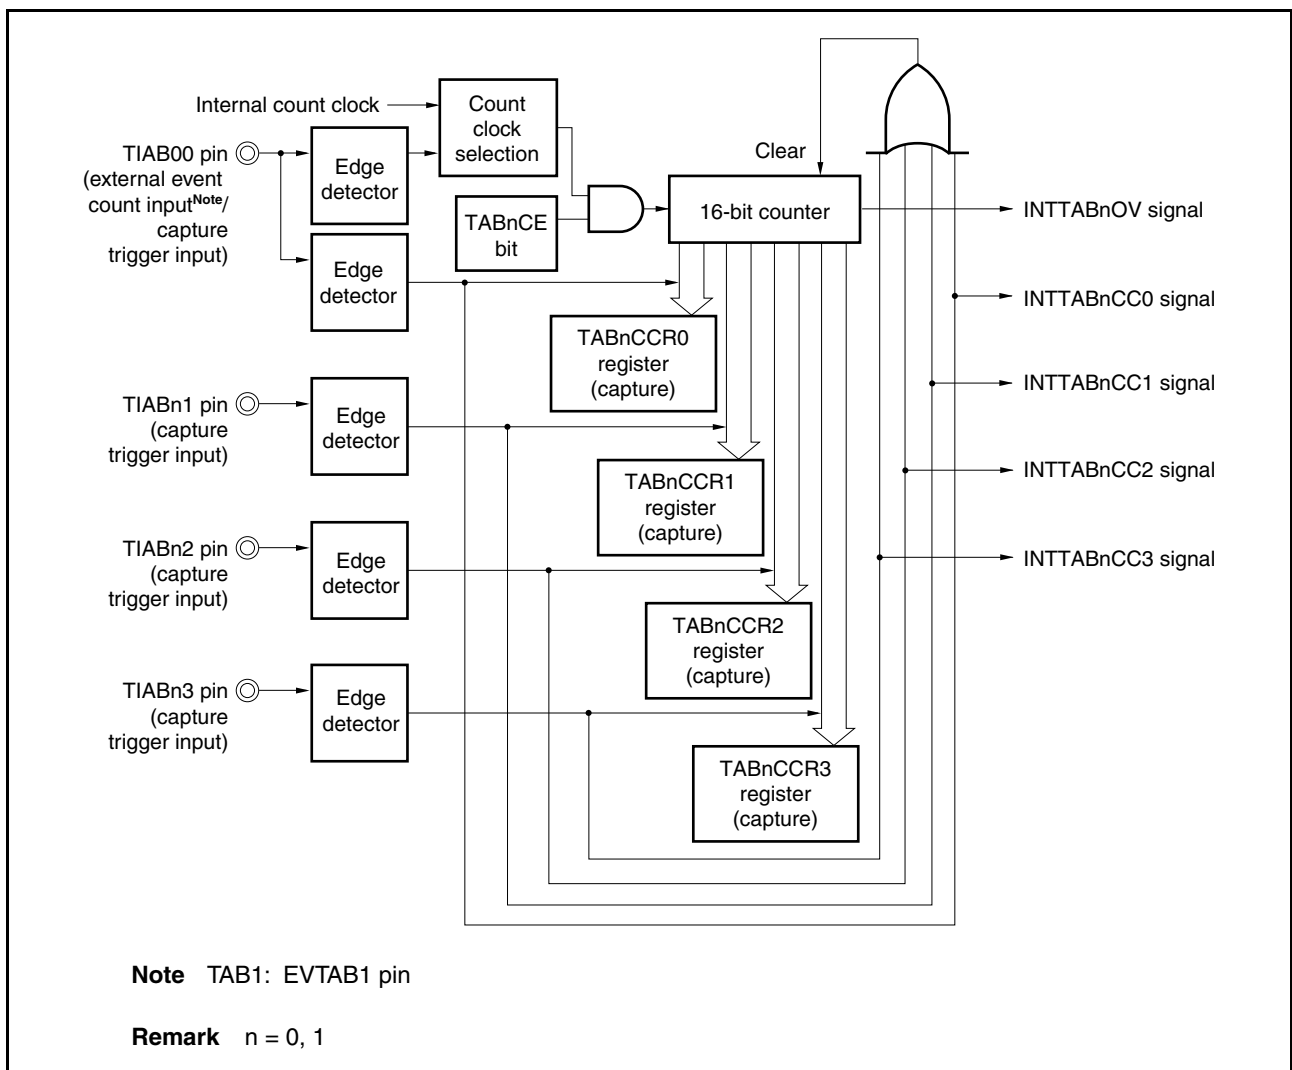 Internal count clock
Count
clock
selection
TIAB00 pin
(external event
count inputNote/
capture
trigger input)
Edge
detector
Edge
detector
TABnCE
bit
Clear
16-bit counter
INTTABnOV signal
INTTABnCC0 signal
TABnCCR0
register
(capture)
INTTABnCC1 signal
TIABn1 pin
(capture
trigger input)
Edge
detector
TABnCCR1
register
(capture)
INTTABnCC2 signal
TIABn2 pin
(capture
trigger input)
Edge
detector
INTTABnCC3 signal
TABnCCR2
register
(capture)
TIABn3 pin
(capture
trigger input)
Edge
detector
TABnCCR3
register
(capture)
Note TAB1: EVTAB1 pin
Remark n = 0, 1